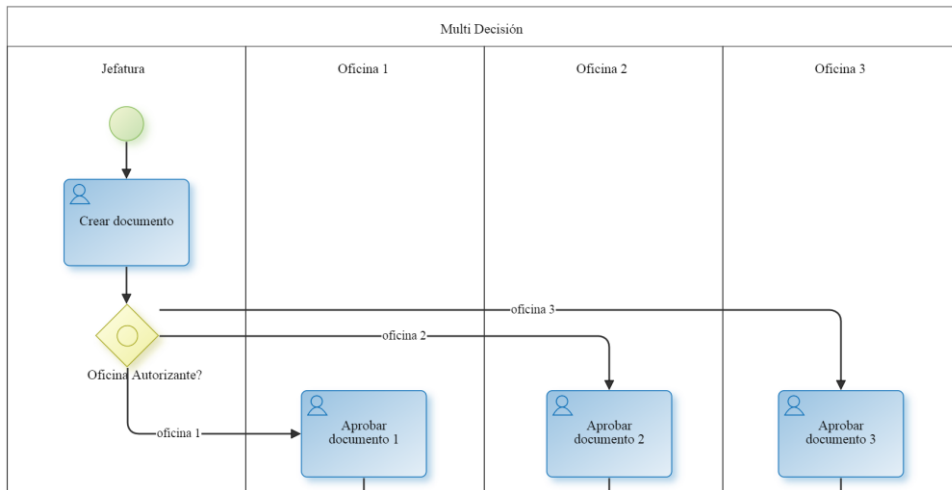 Multi Decisión
Jefatura
Oficina 1
Oficina 2
Oficina 3
Crear documento
oficina 3
oficina 2
Oficina Autorizante?
oficina 1
Aprobar
documento 1
Aprobar
documento 2
Aprobar
documento 3